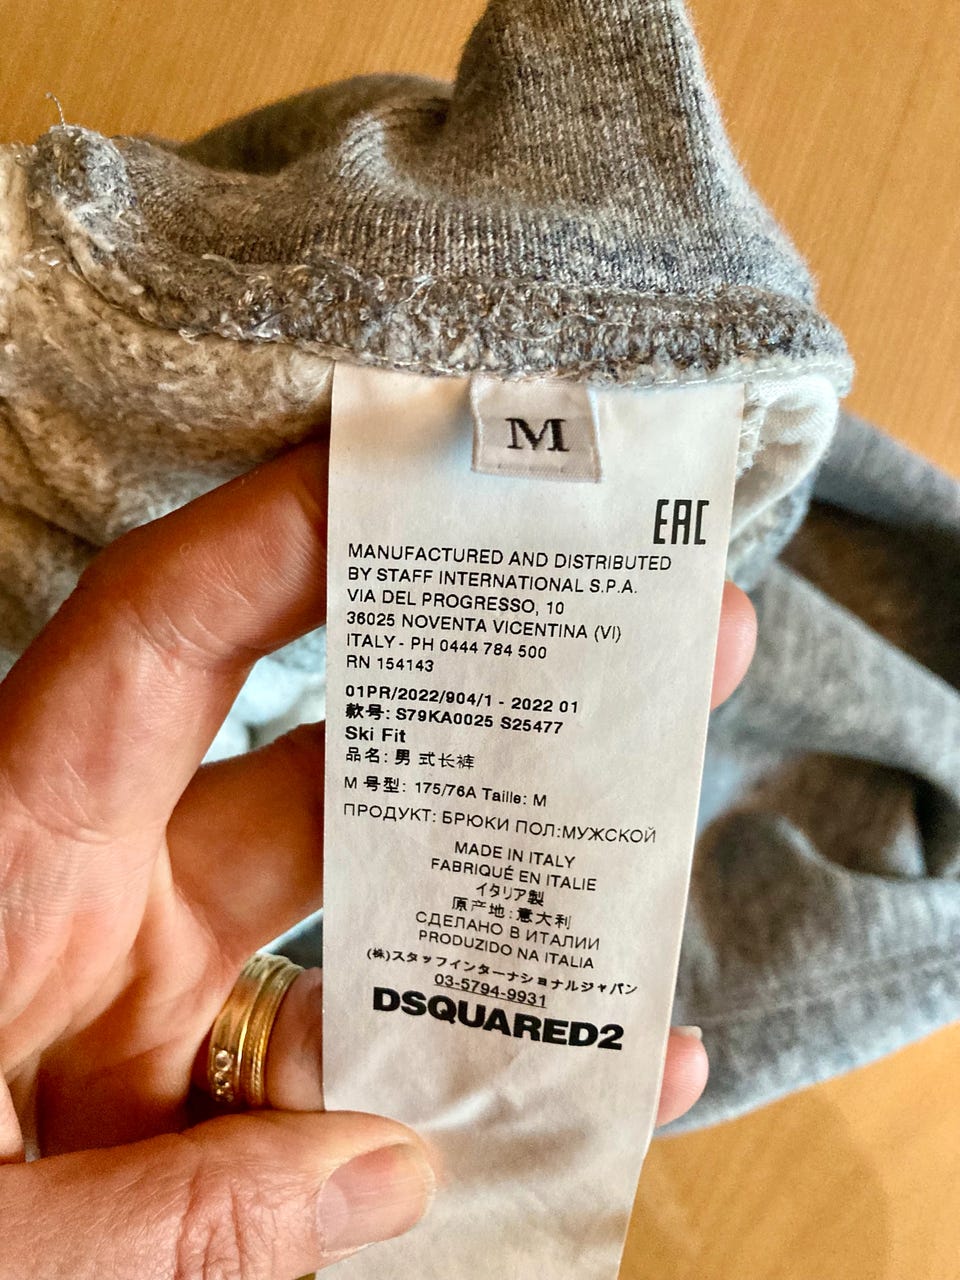 M
EAC
MANUFACTURED AND DISTRIBUTED
BY STAFF INTERNATIONAL S.P.A.
VIA DEL PROGRESSO, 10
36025 NOVENTA VICENTINA (VI)
ITALY - PH 0444 784 500
RN 154143
01PR/2022/904/1 - 2022 01
款号: S79KA0025 S25477
Ski Fit
品名: 男 式长裤
M 号型: 175/76A Taille: M
ПРОДУКТ: БРЮКИ ПОЛ:МУЖСКОЙ
MADE IN ITALY
FABRIQUÉ EN ITALIE
イタリア製
原产地: 意大利
СДЕЛАНО В ИТАЛИИ
PRODUZIDO NA ITALIA
(株)スタッフインターナショナルジャパン
03-5794-9931
DSQUARED2